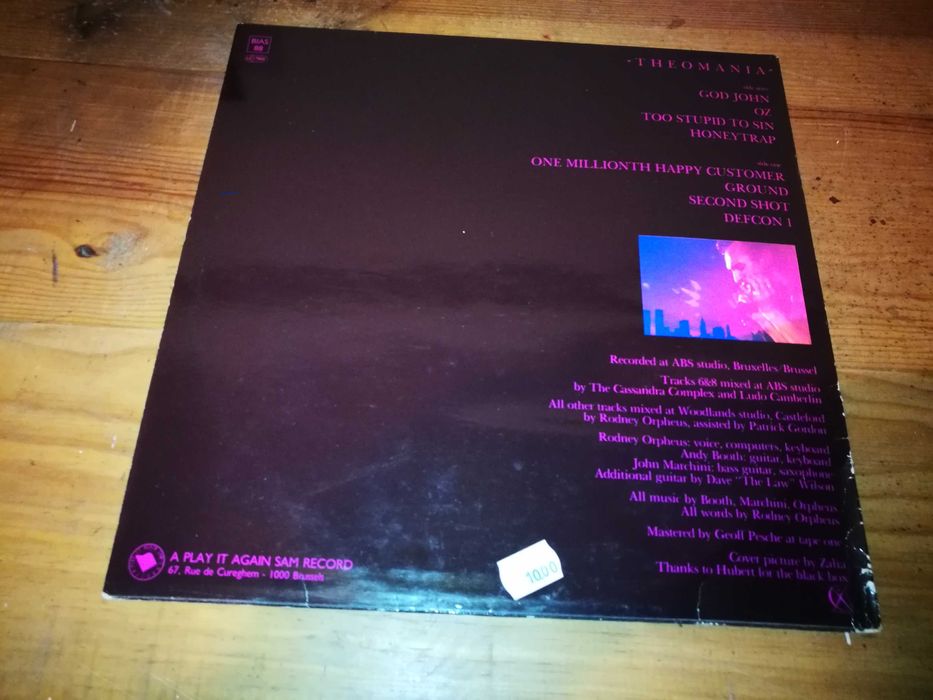 BIAS
88
- T H E O M A N I A -
GOD JOHN
OZ
TOO STUPID TO SIN
HONEYTRAP
ONE MILLIONTH HAPPY CUSTOMER
GROUND
SECOND SHOT
DEFCON 1
Recorded at ABS studio, Bruxelles/Brussel
Tracks 6&8 mixed at ABS studio
by The Cassandra Complex and Ludo Camberlin
All other tracks mixed at Woodlands studio, Castleford
by Rodney Orpheus, assisted by Patrick Gordon
Rodney Orpheus: voice, computers, keyboard
Andy Booth: guitar, keyboard
John Marchini: bass guitar, saxophone
Additional guitar by Dave "The Law" Wilson
All music by Booth, Marchini, Orpheus
All words by Rodney Orpheus
Mastered by Geoff Pesche at tape one
Cover picture by Zaha
Thanks to Hubert for the black box
A PLAY IT AGAIN SAM RECORD
67, Rue de Cureghem - 1000 Brussels
10.00